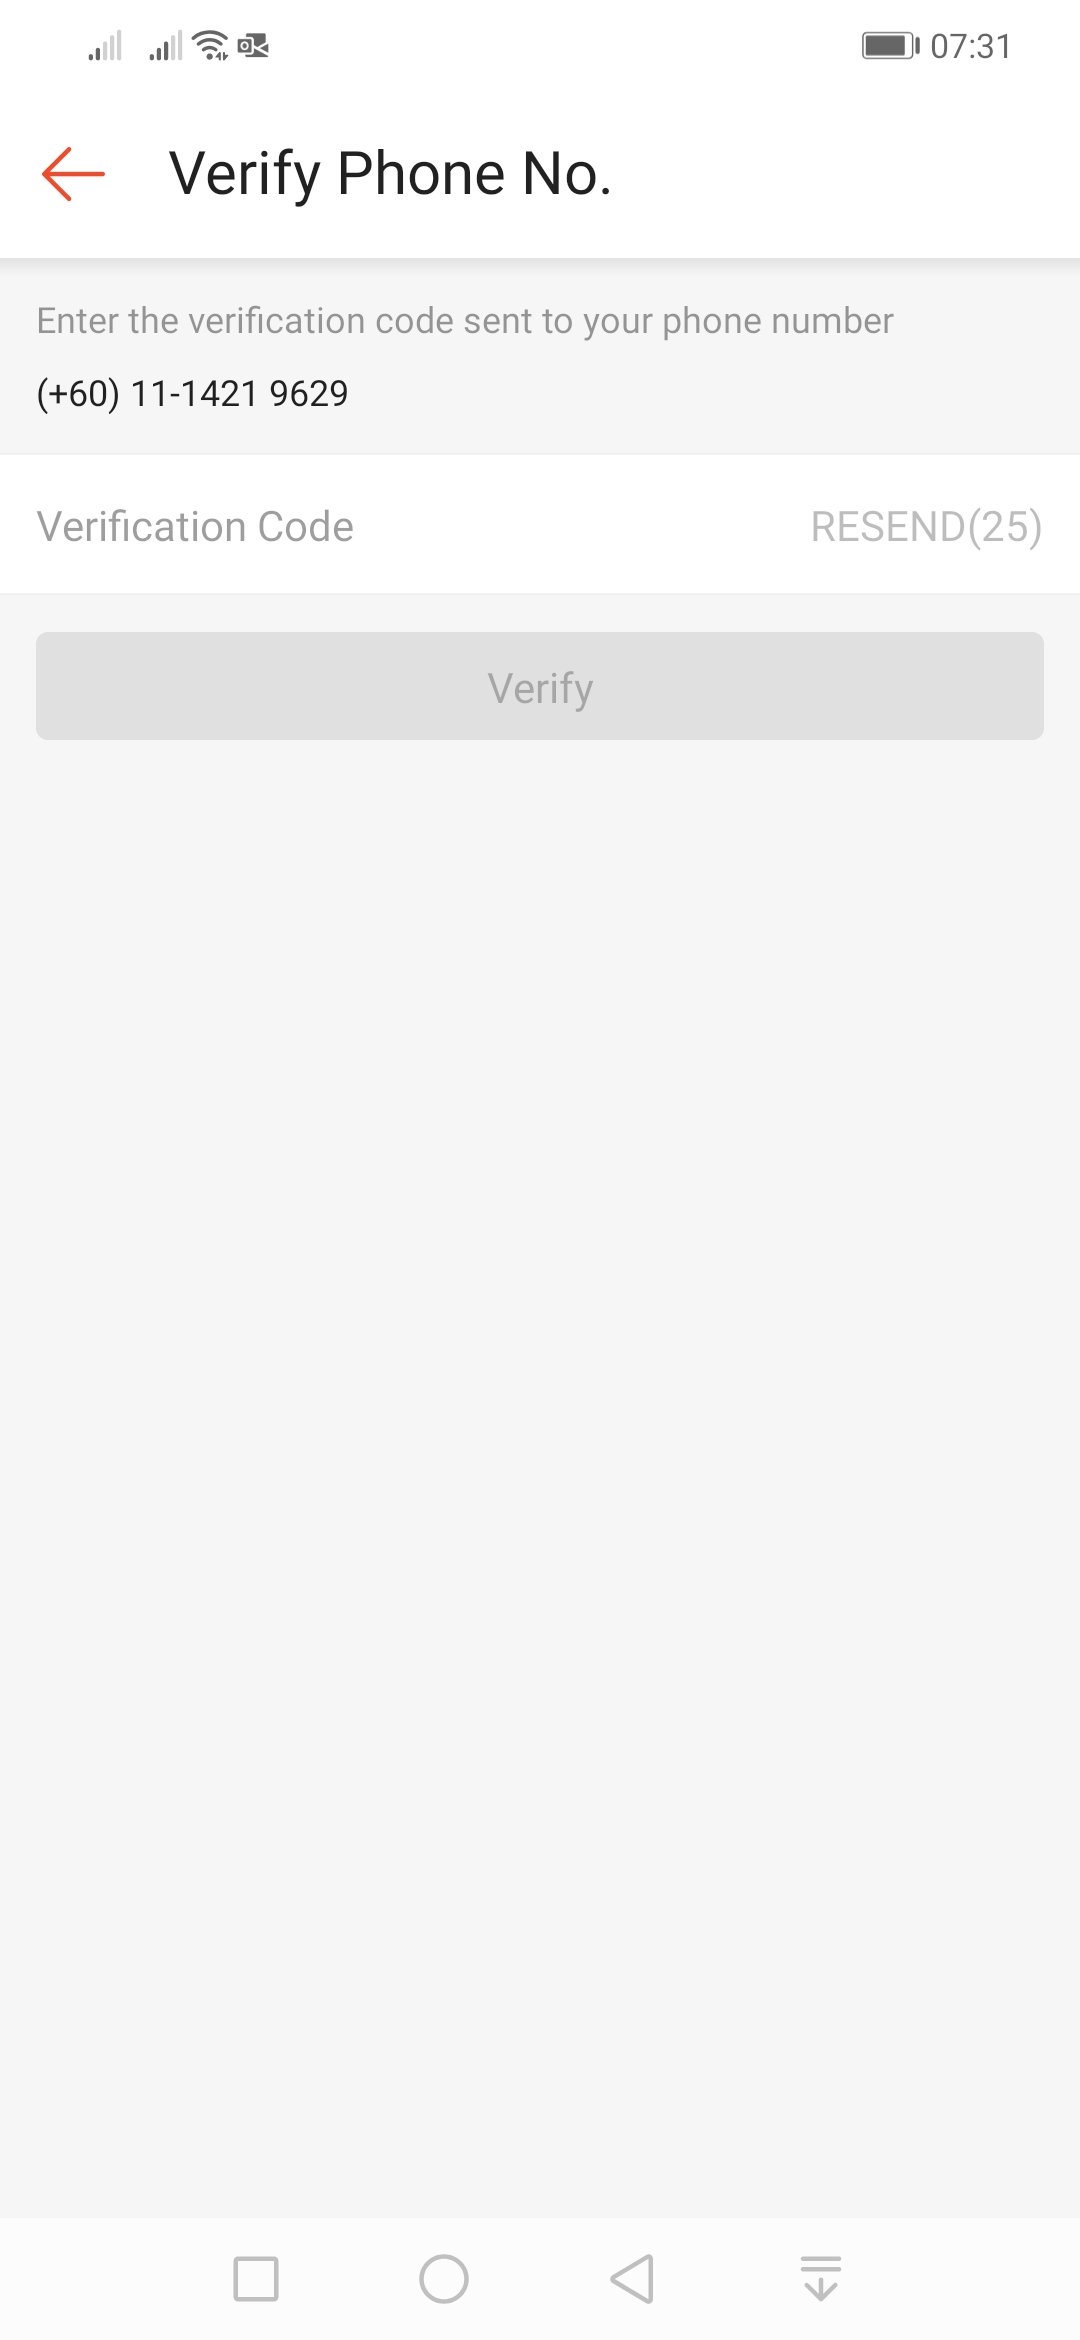 07:31
Verify Phone No.
Enter the verification code sent to your phone number
(+60) 11-1421 9629
Verification Code RESEND(25)
Verify